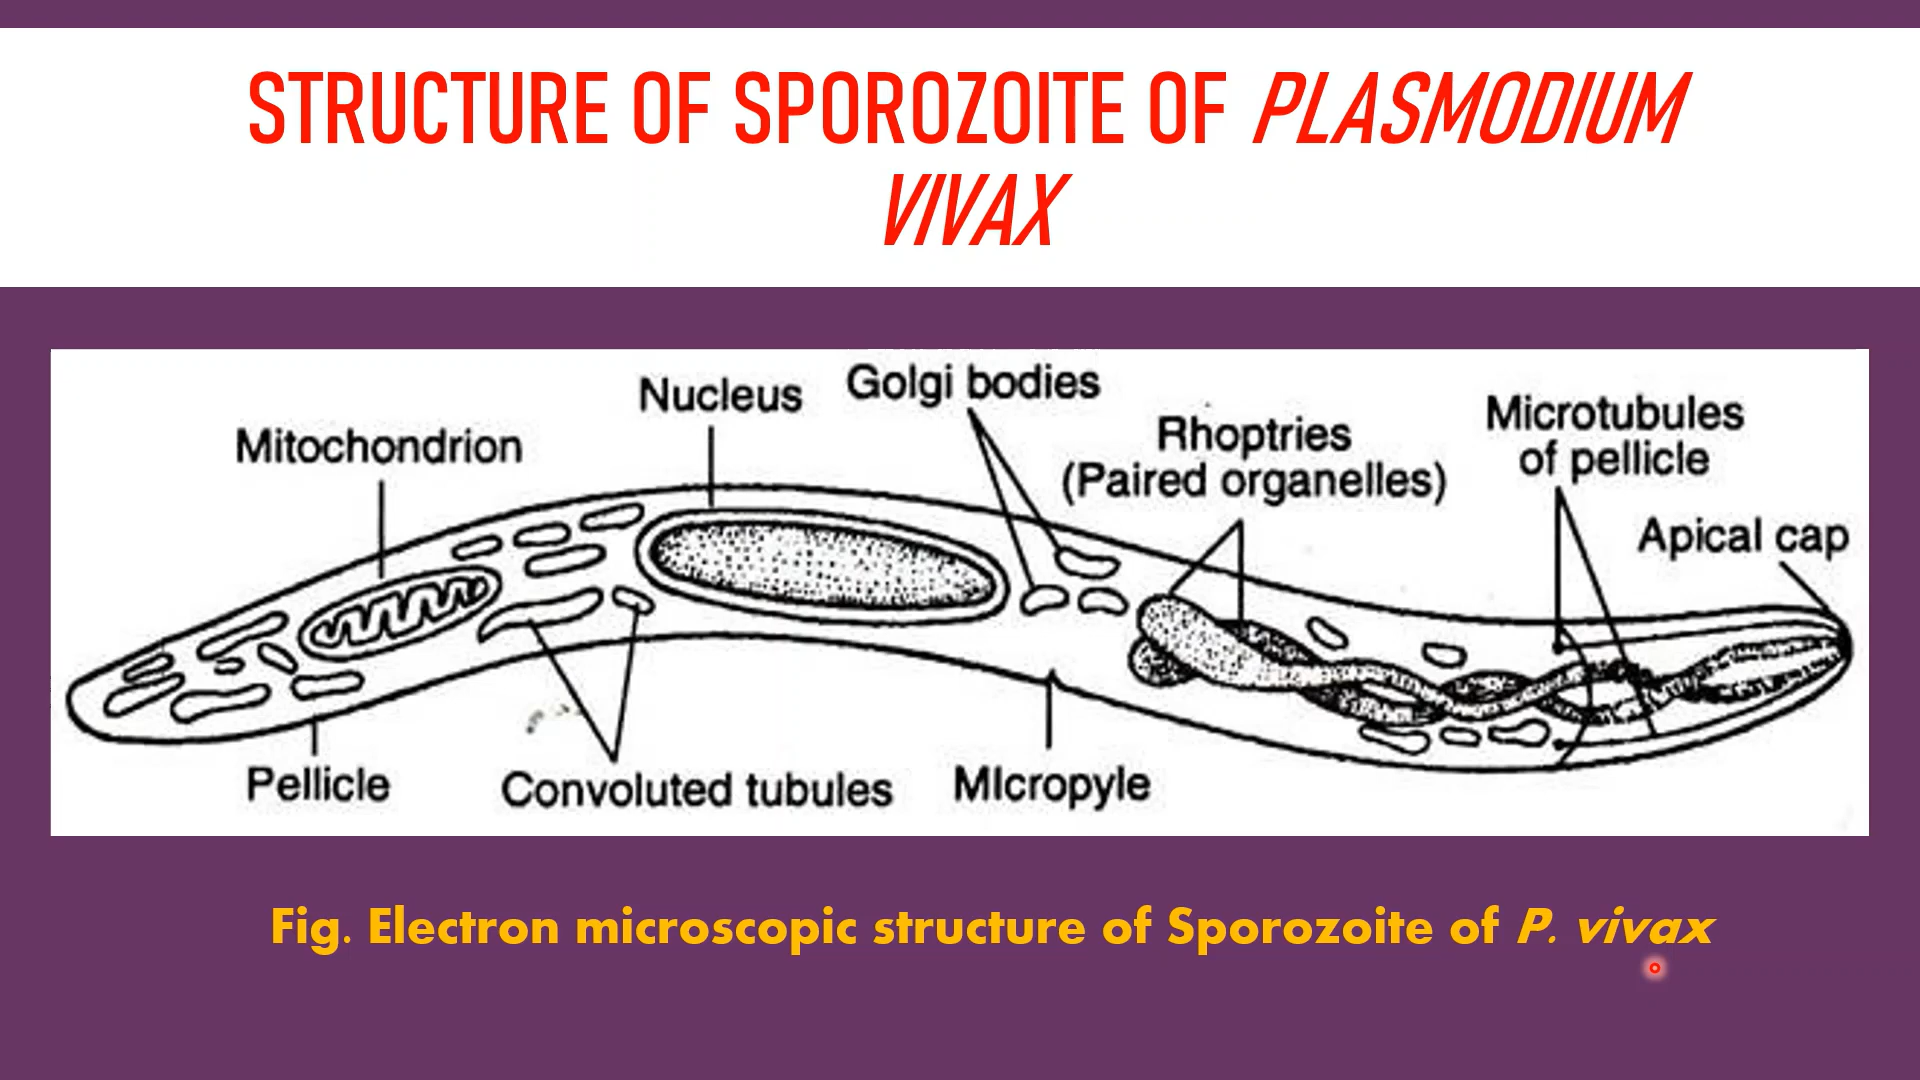 STRUCTURE OF SPOROZOITE OF PLASMODIUM
VIVAX
Nucleus
Golgi bodies
Mitochondrion
Rhoptries
(Paired organelles)
Microtubules
of pellicle
Apical cap
Pellicle
Convoluted tubules
MIcropyle
Fig. Electron microscopic structure of Sporozoite of P. vivax